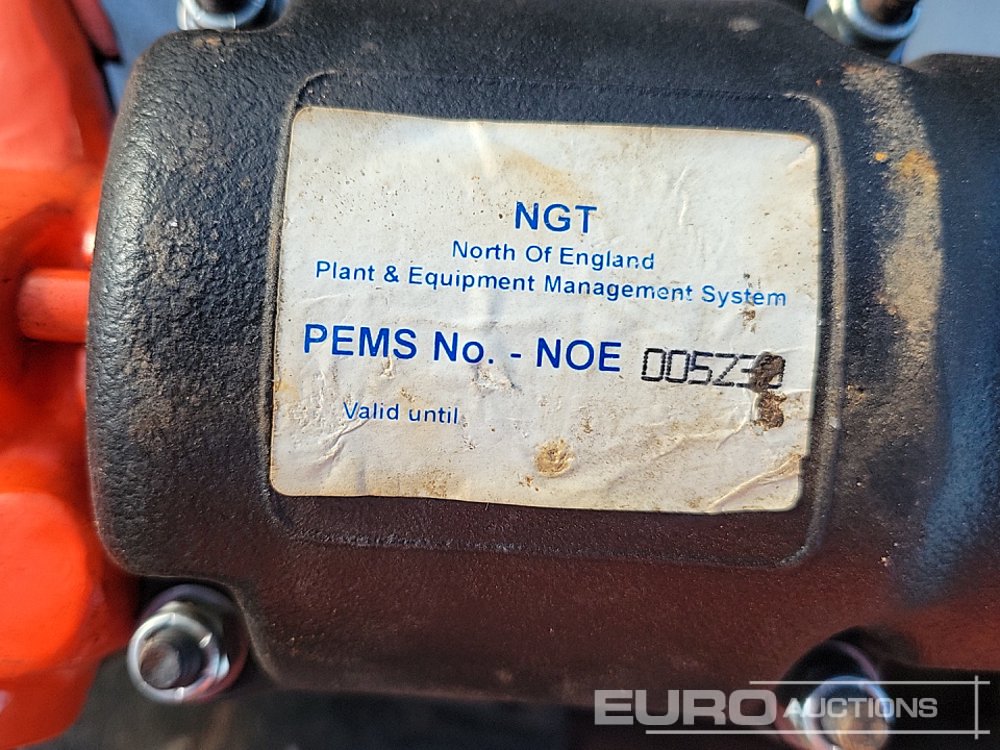 NGT
North Of England
Plant & Equipment Management System
PEMS No. - NOE
Valid until
EURO AUCTIONS